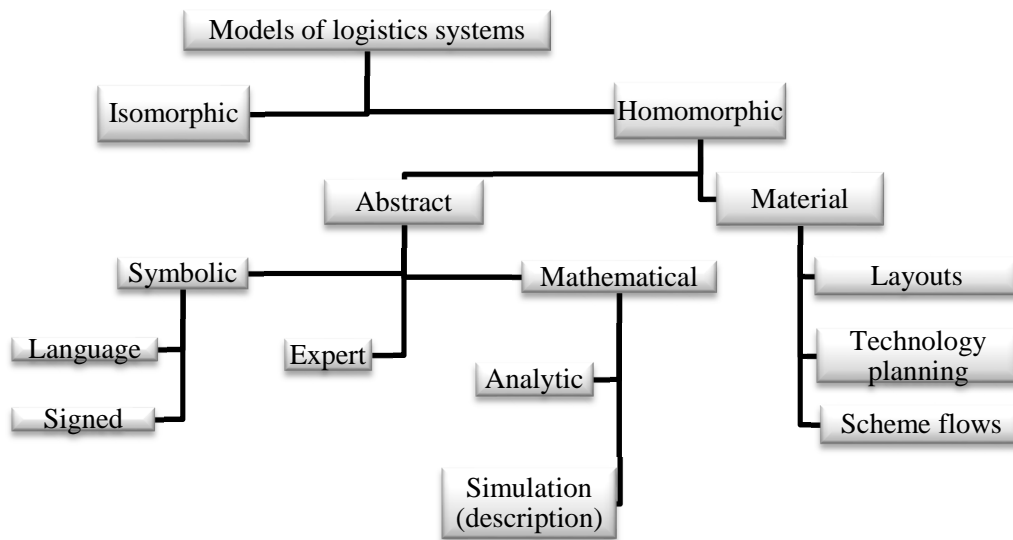 Models of logistics systems
Isomorphic
Homomorphic
Abstract
Material
Symbolic
Mathematical
Layouts
Language
Expert
Technology
planning
Analytic
Signed
Scheme flows
Simulation
(description)